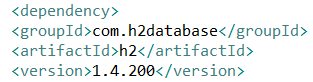 <dependency>
<groupId>com.h2database</groupId>
<artifactId>h2</artifactId>
<version>1.4.200</version>